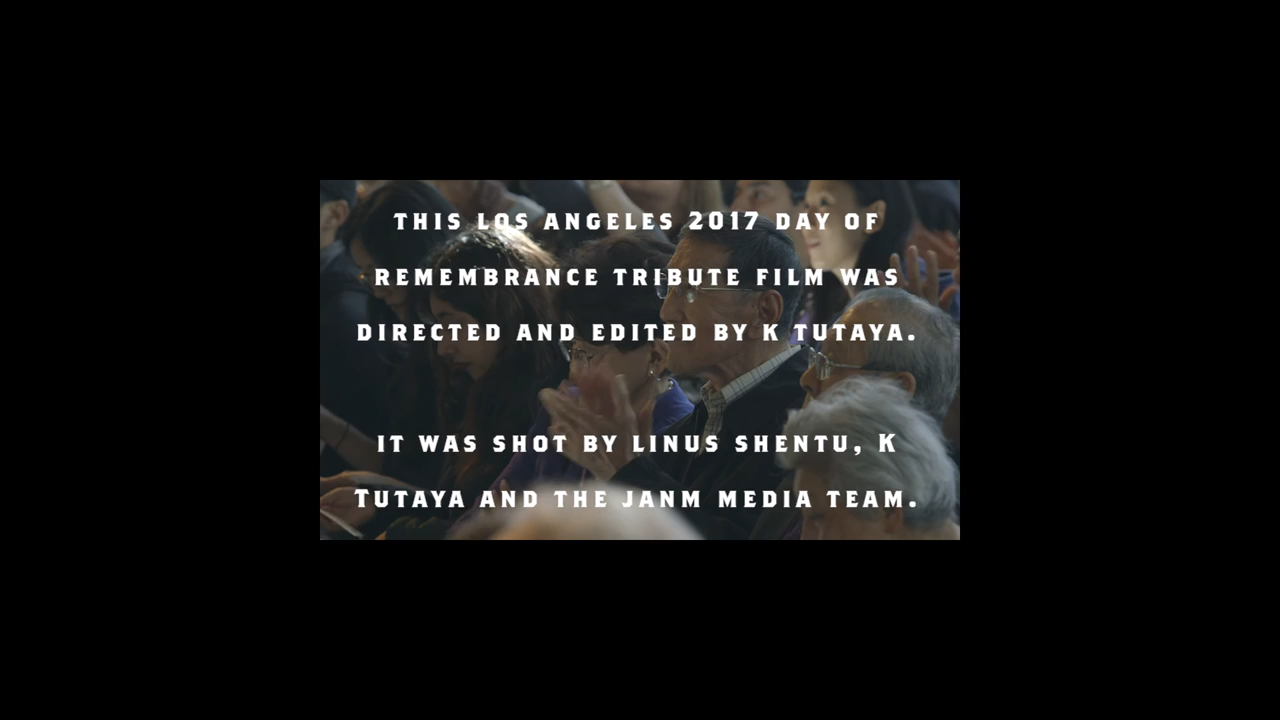 THIS LOS ANGELES 2017 DAY OF
REMEMBRANCE TRIBUTE FILM WAS
DIRECTED AND EDITED BY K TUTAYA.
IT WAS SHOT BY LINUS SHENTU, K
TUTAYA AND THE JANM MEDIA TEAM.